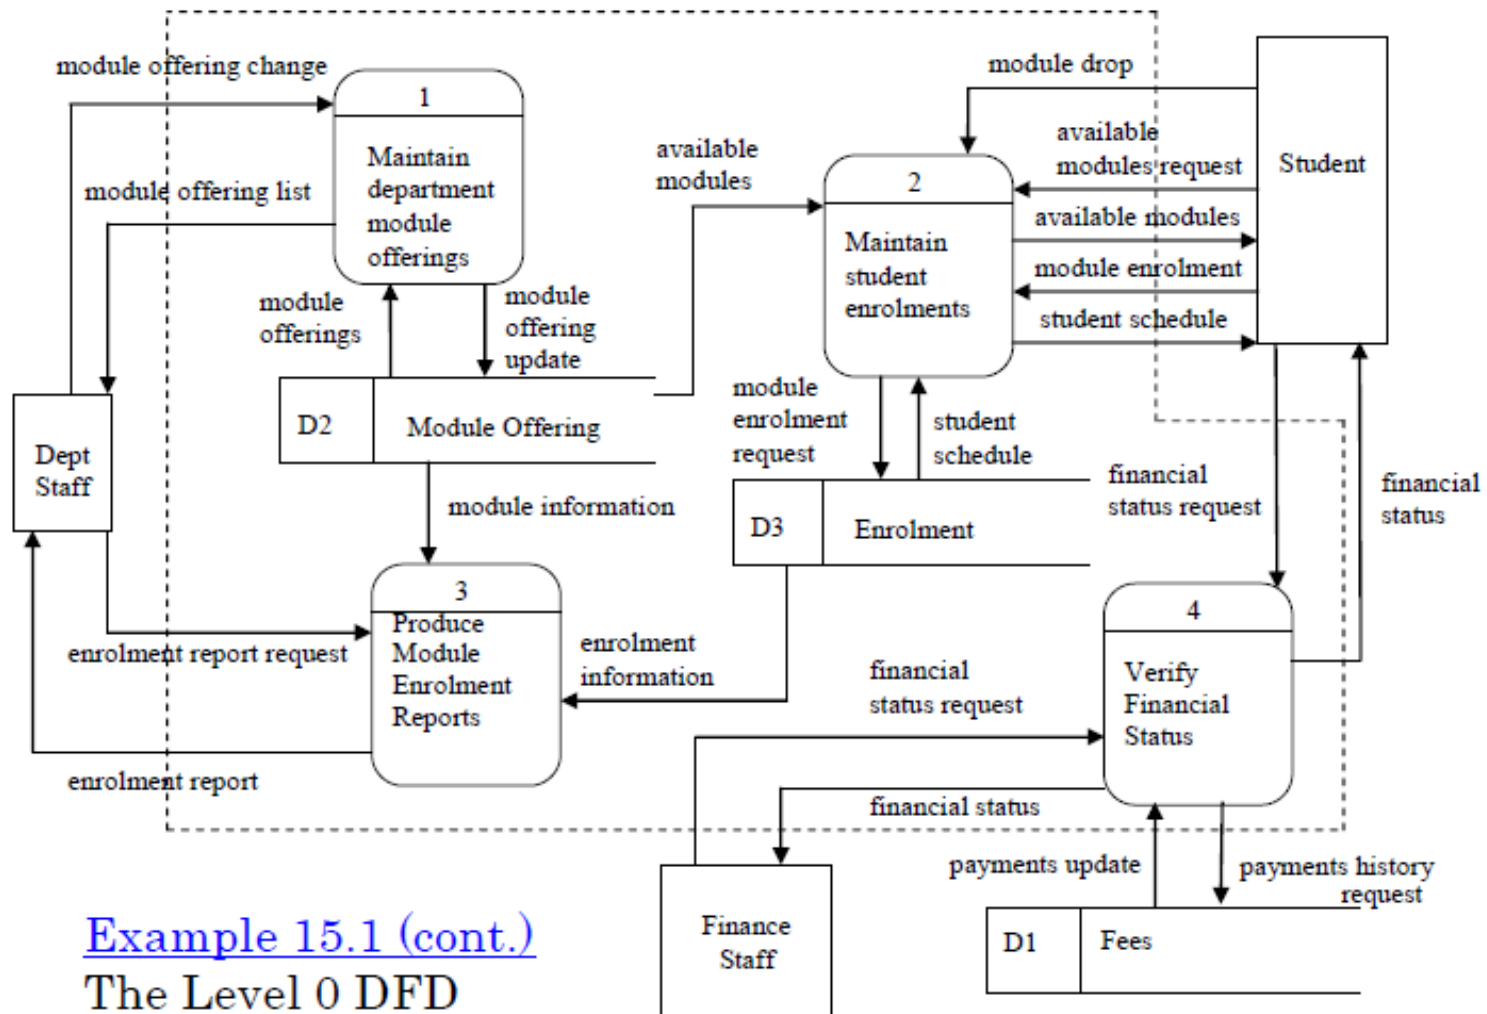 module offering change
module drop
1
Maintain
department
module
offerings
available
modules
available
modules request
Student
2
module offering list
available modules
Maintain
student
enrolments
module enrolment
student schedule
module
offerings
module
offering
update
module
enrolment
request
student
schedule
D2
Module Offering
Dept
Staff
financial
status request
financial
status
module information
D3
Enrolment
3
Produce
Module
Enrolment
Reports
4
Verify
Financial
Status
enrolment report request
enrolment
information
financial
status request
enrolment report
financial status
payments update
payments history
request
Finance
Staff
D1
Fees
Example 15.1 (cont.)
The Level 0 DFD